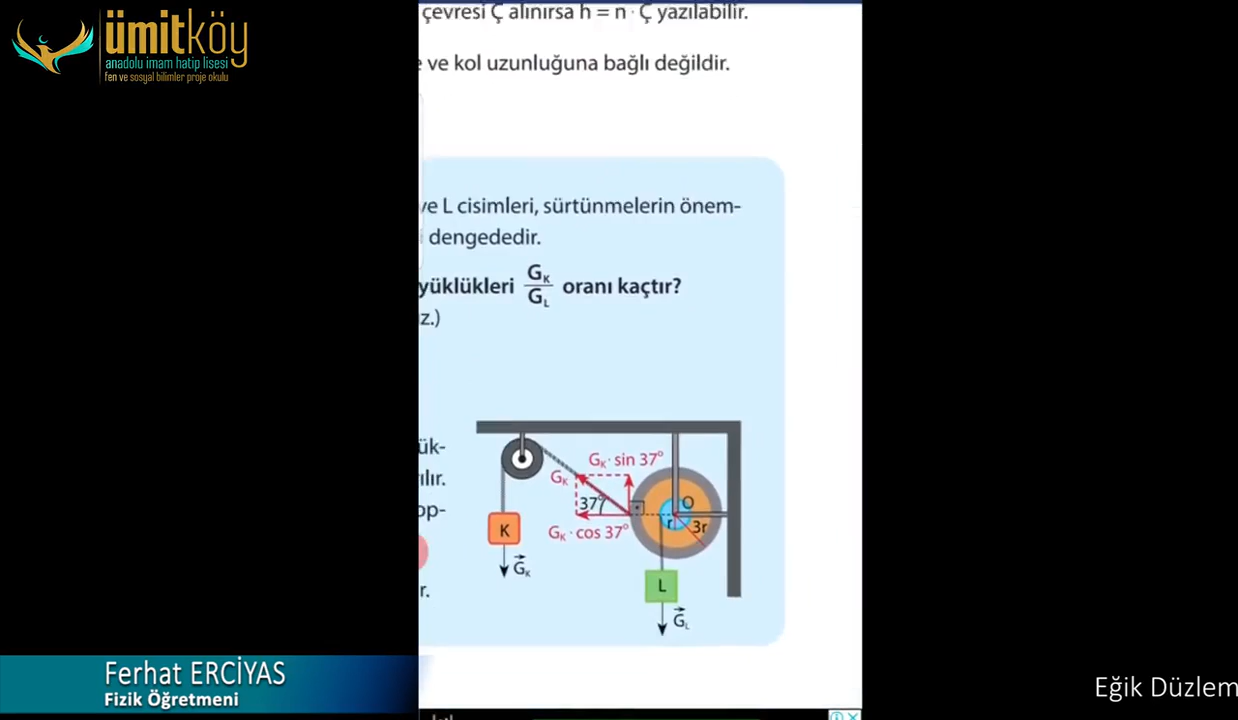 ümitköy
anadolu imam hatip lisesi
fen ve sosyal bilimler proje okulu
çevresi Ç alınırsa h = n · Ç yazılabilir.
e ve kol uzunluğuna bağlı değildir.
ve L cisimleri, sürtünmelerin önem-
i dengededir.
yüklükleri G_K/G_L oranı kaçtır?
z.)
ük-
ılır.
op-
r.
G_K · sin 37°
G_K
37°
G_K · cos 37°
O
r
3r
K
G_K
L
G_L
Ferhat ERCİYAS
Fizik Öğretmeni
Eğik Düzlem